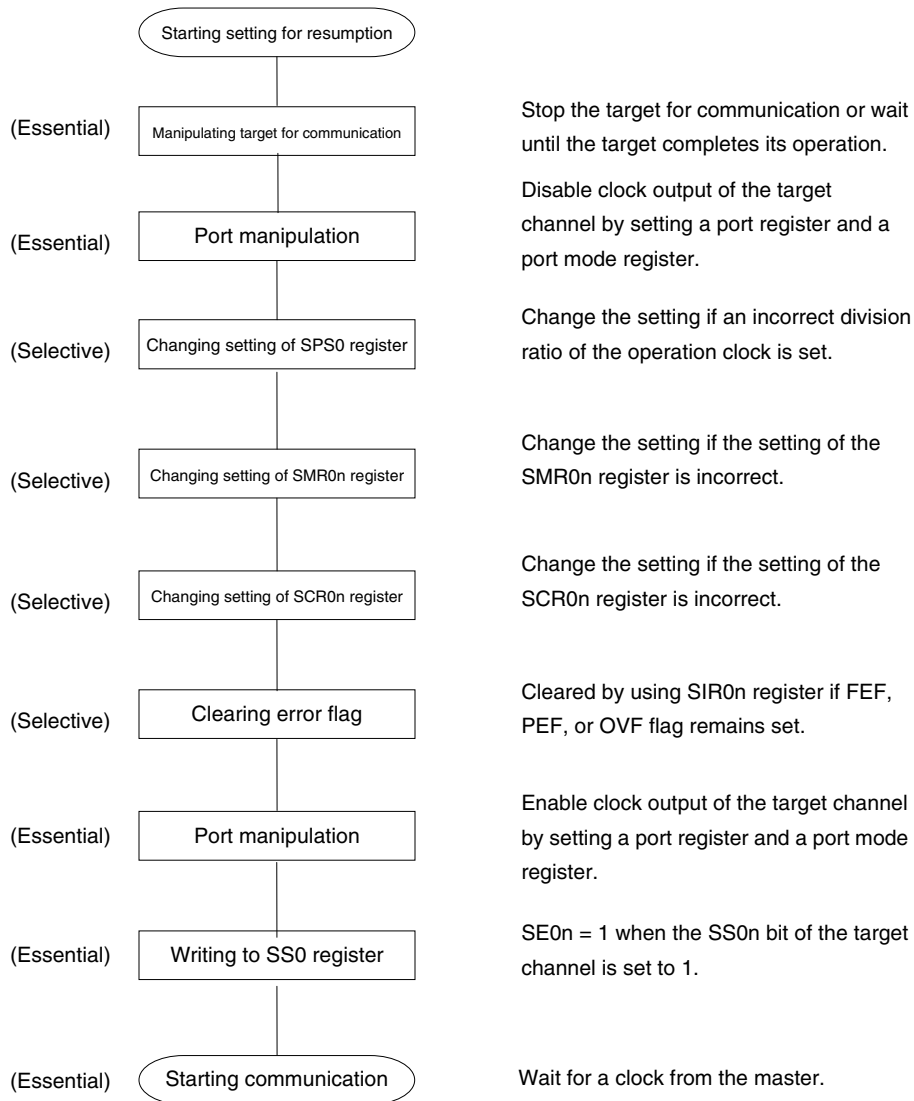 Starting setting for resumption
(Essential)
Manipulating target for communication
Stop the target for communication or wait
until the target completes its operation.
(Essential)
Port manipulation
Disable clock output of the target
channel by setting a port register and a
port mode register.
(Selective)
Changing setting of SPS0 register
Change the setting if an incorrect division
ratio of the operation clock is set.
(Selective)
Changing setting of SMR0n register
Change the setting if the setting of the
SMR0n register is incorrect.
(Selective)
Changing setting of SCR0n register
Change the setting if the setting of the
SCR0n register is incorrect.
(Selective)
Clearing error flag
Cleared by using SIR0n register if FEF,
PEF, or OVF flag remains set.
(Essential)
Port manipulation
Enable clock output of the target channel
by setting a port register and a port mode
register.
(Essential)
Writing to SS0 register
SE0n = 1 when the SS0n bit of the target
channel is set to 1.
(Essential)
Starting communication
Wait for a clock from the master.